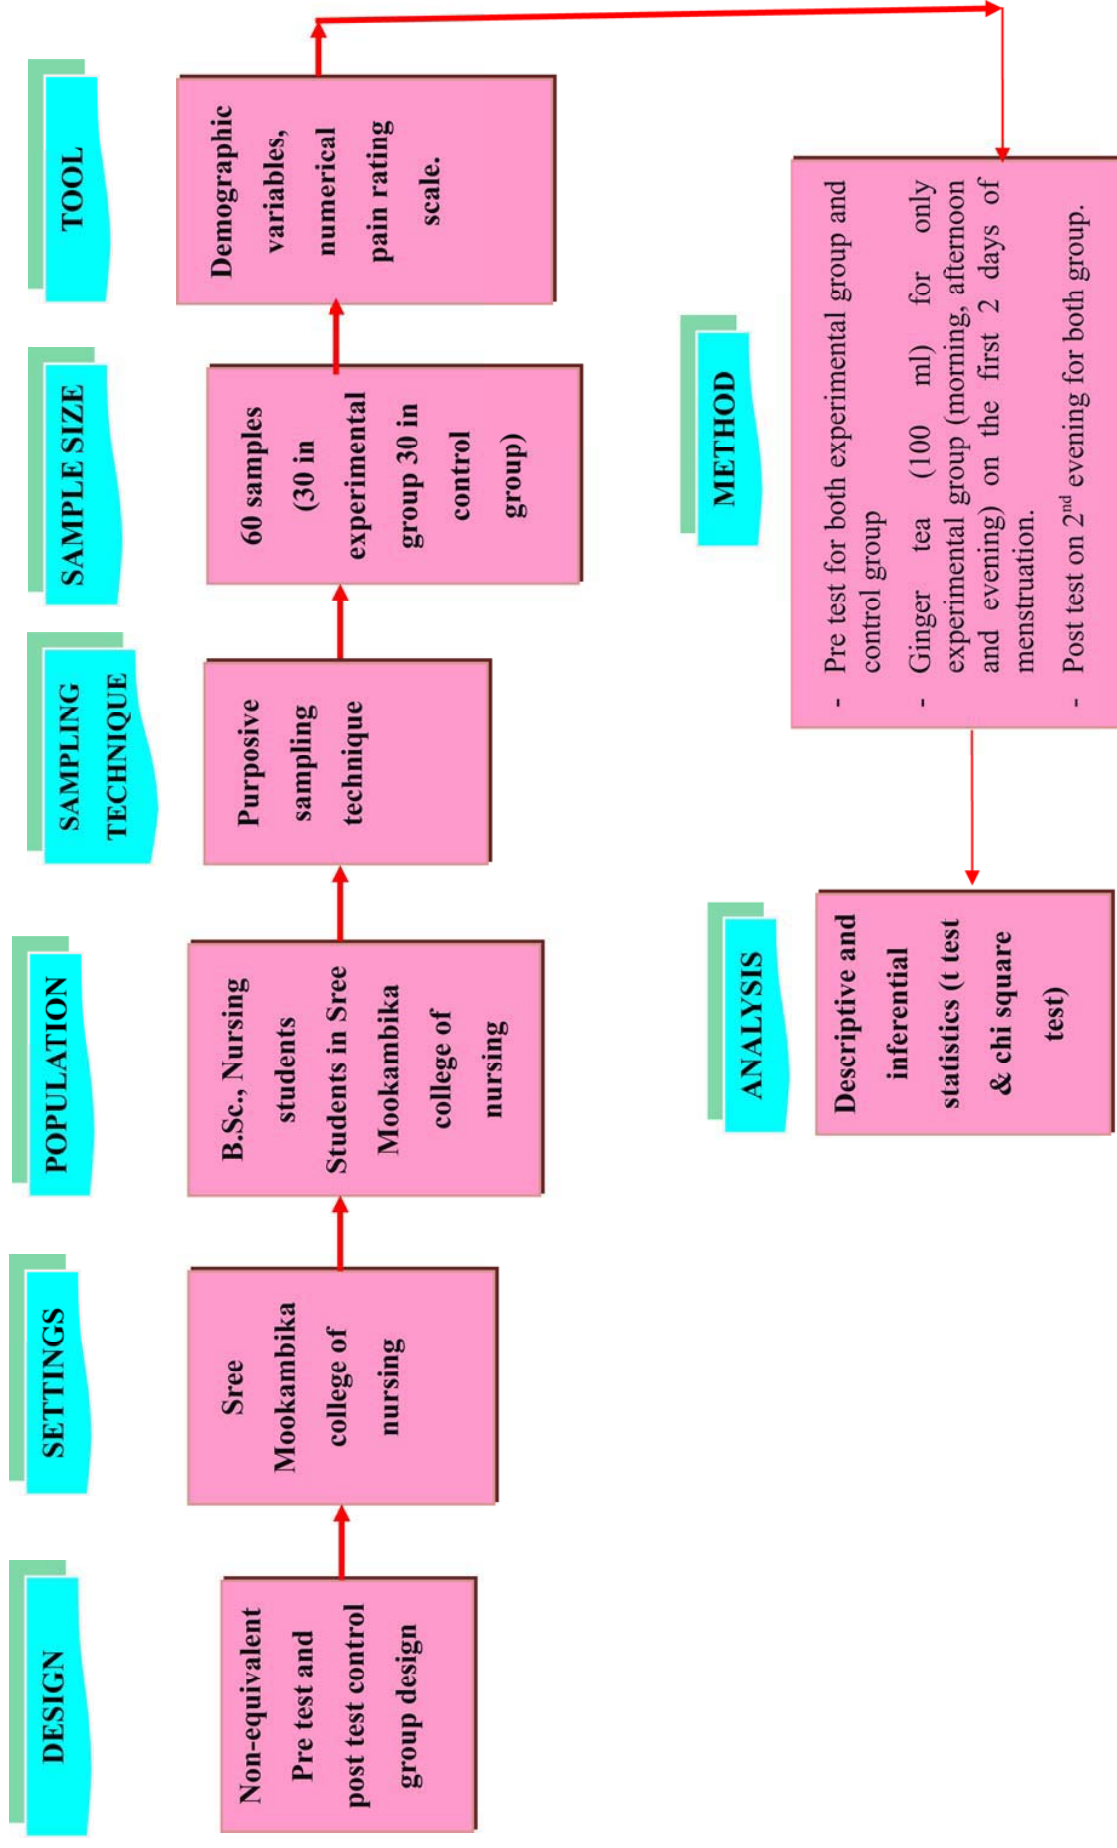 DESIGN
Non-equivalent
Pre test and
post test control
group design
SETTINGS
Sree
Mookambika
college of
nursing
POPULATION
B.Sc., Nursing
students
Students in Sree
Mookambika
college of
nursing
SAMPLING
TECHNIQUE
Purposive
sampling
technique
SAMPLE SIZE
60 samples
(30 in
experimental
group 30 in
control
group)
TOOL
Demographic
variables,
numerical
pain rating
scale.
METHOD
- Pre test for both experimental group and
control group
- Ginger tea (100 ml) for only
experimental group (morning, afternoon
and evening) on the first 2 days of
menstruation.
- Post test on 2nd evening for both group.
ANALYSIS
Descriptive and
inferential
statistics (t test
& chi square
test)